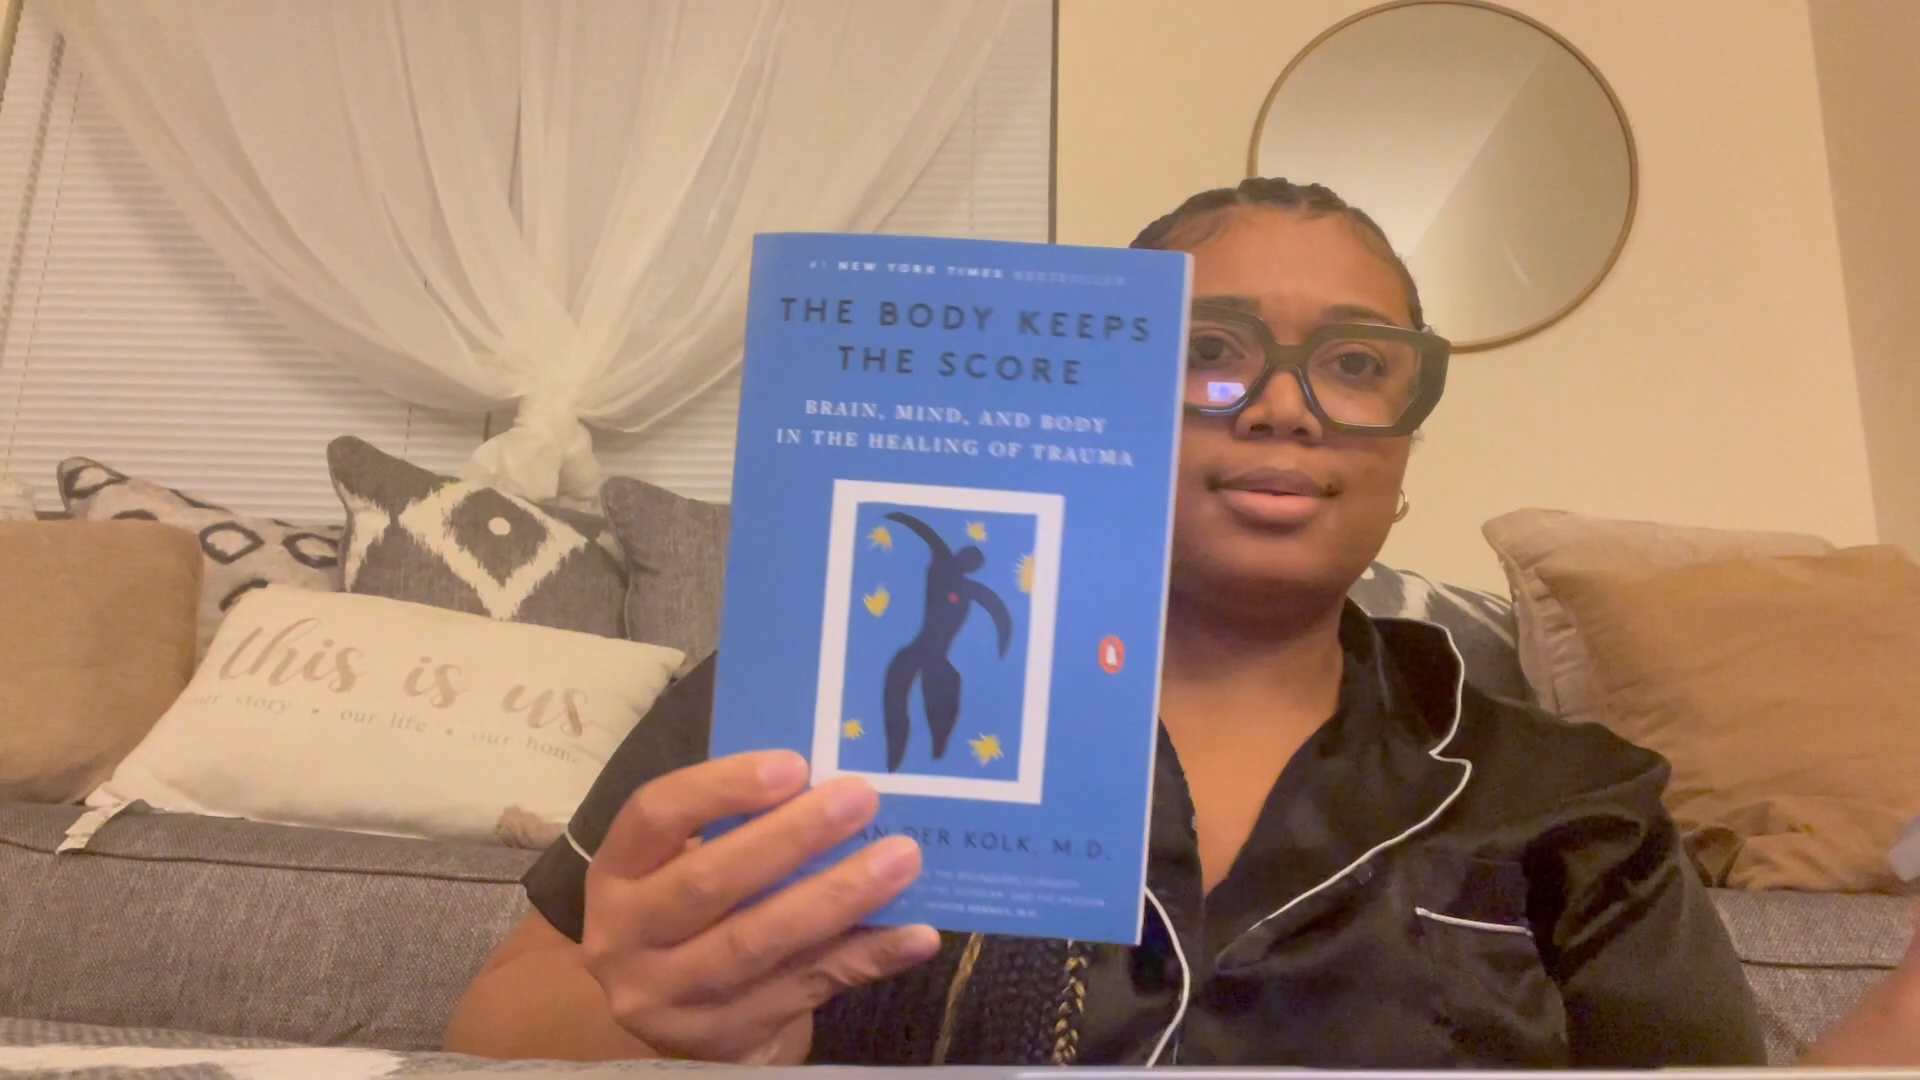 #1 NEW YORK TIMES BESTSELLER
THE BODY KEEPS
THE SCORE
BRAIN, MIND, AND BODY
IN THE HEALING OF TRAUMA
DER KOLK, M.D.
this is us
our story • our life • our home